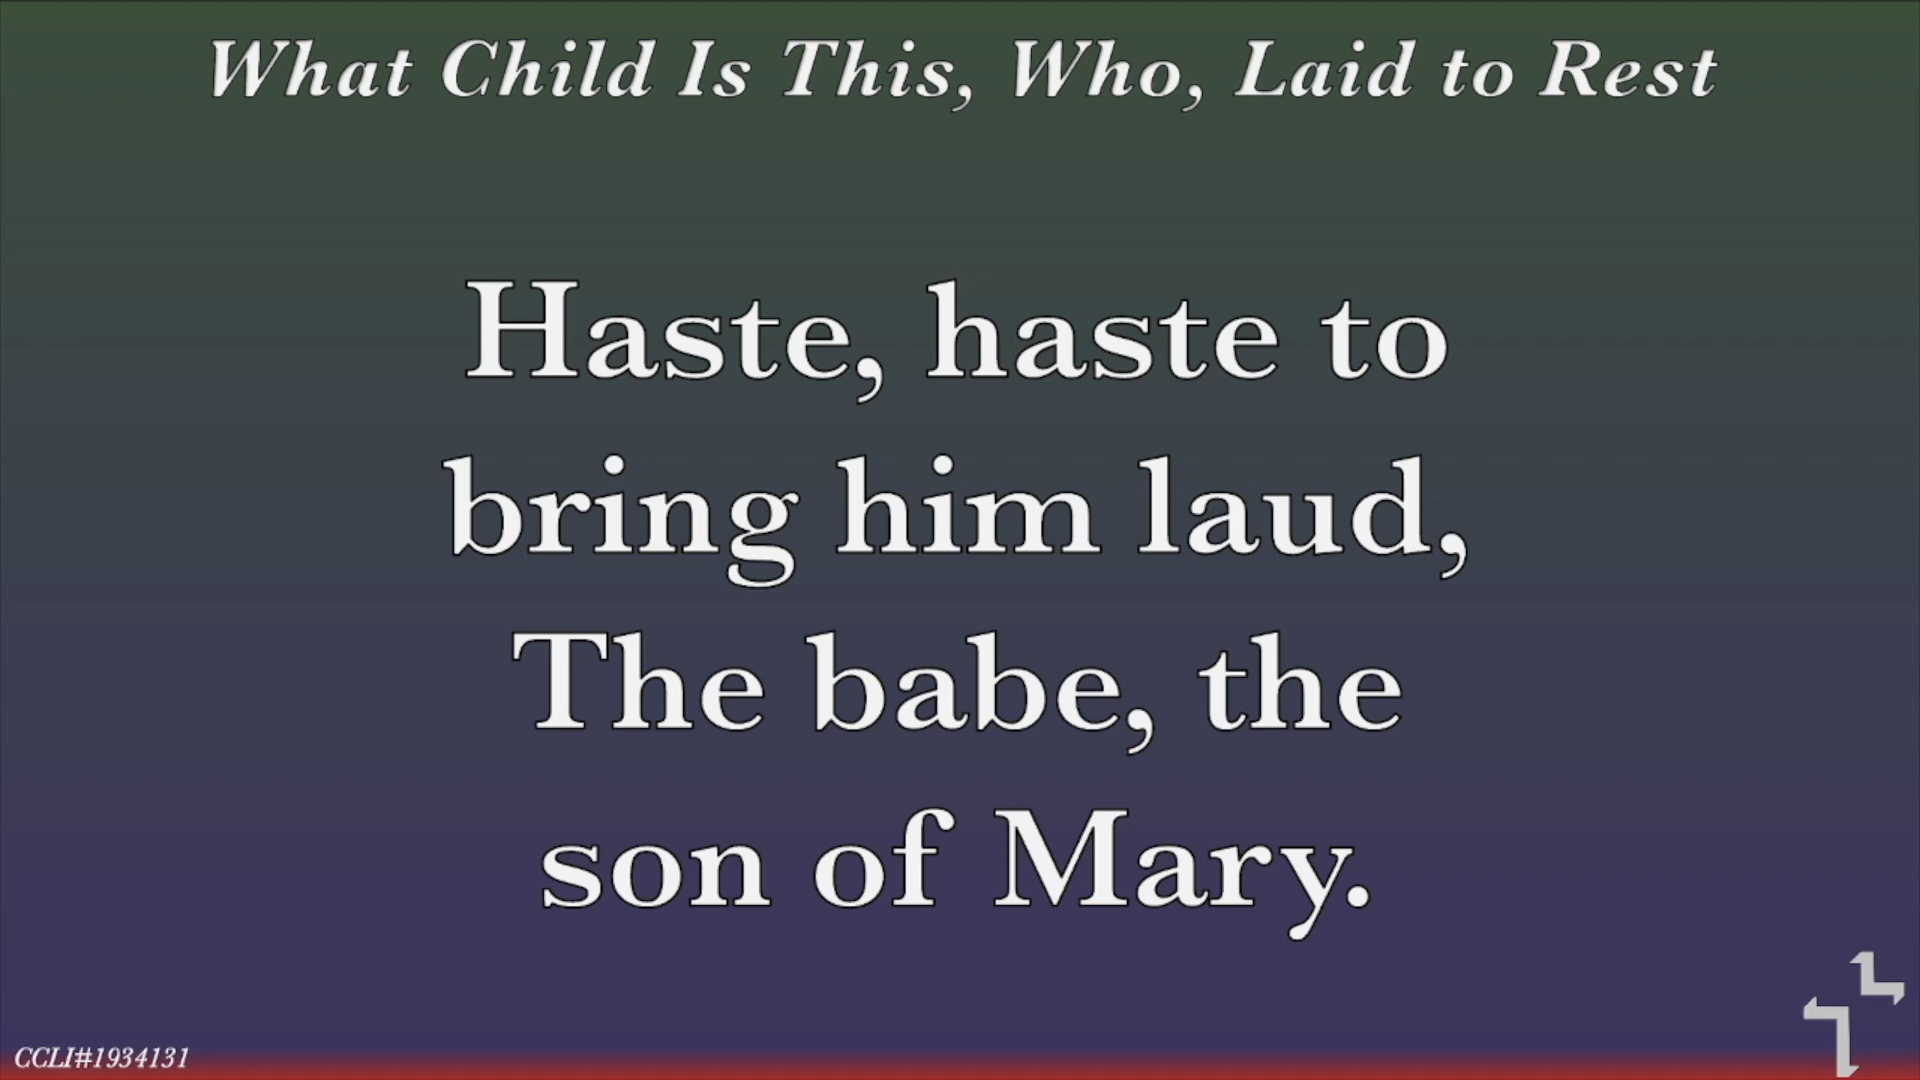 What Child Is This, Who, Laid to Rest
Haste, haste to
bring him laud,
The babe, the
son of Mary.
CCLI#1934131